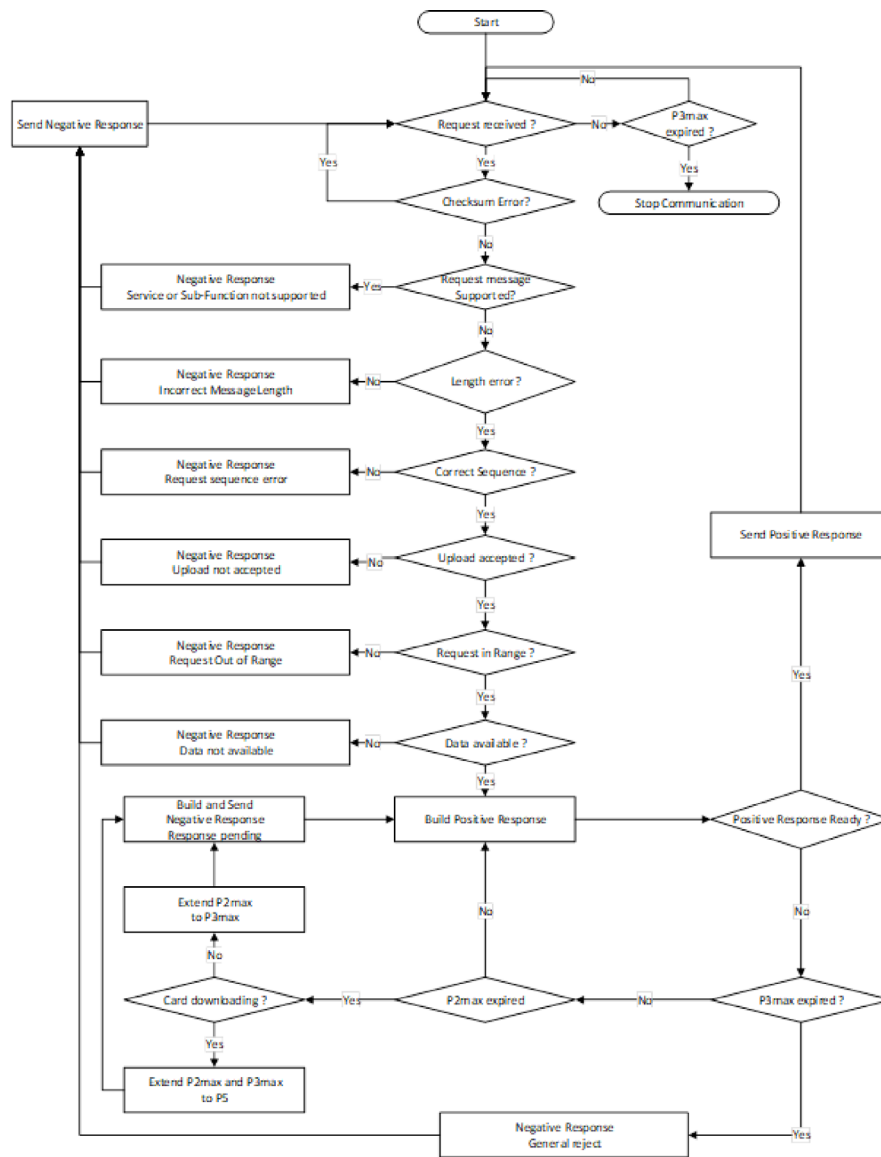 Start
No
Send Negative Response
Request received ?
No
P3max
expired ?
Yes
Yes
Yes
Checksum Error?
Stop Communication
No
Negative Response
Service or Sub-Function not supported
Yes
Request message
Supported?
No
Negative Response
Incorrect Message Length
No
Length error ?
Yes
Negative Response
Request sequence error
No
Correct Sequence ?
Yes
Send Positive Response
Negative Response
Upload not accepted
No
Upload accepted ?
Yes
Negative Response
Request Out of Range
No
Request in Range ?
Yes
Yes
Negative Response
Data not available
No
Data available ?
Yes
Build and Send
Negative Response
Response pending
Build Positive Response
Positive Response Ready ?
Extend P2max
to P3max
No
No
No
Card downloading ?
Yes
P2max expired
No
P3max expired ?
Yes
Extend P2max and P3max
to P5
Negative Response
General reject
Yes